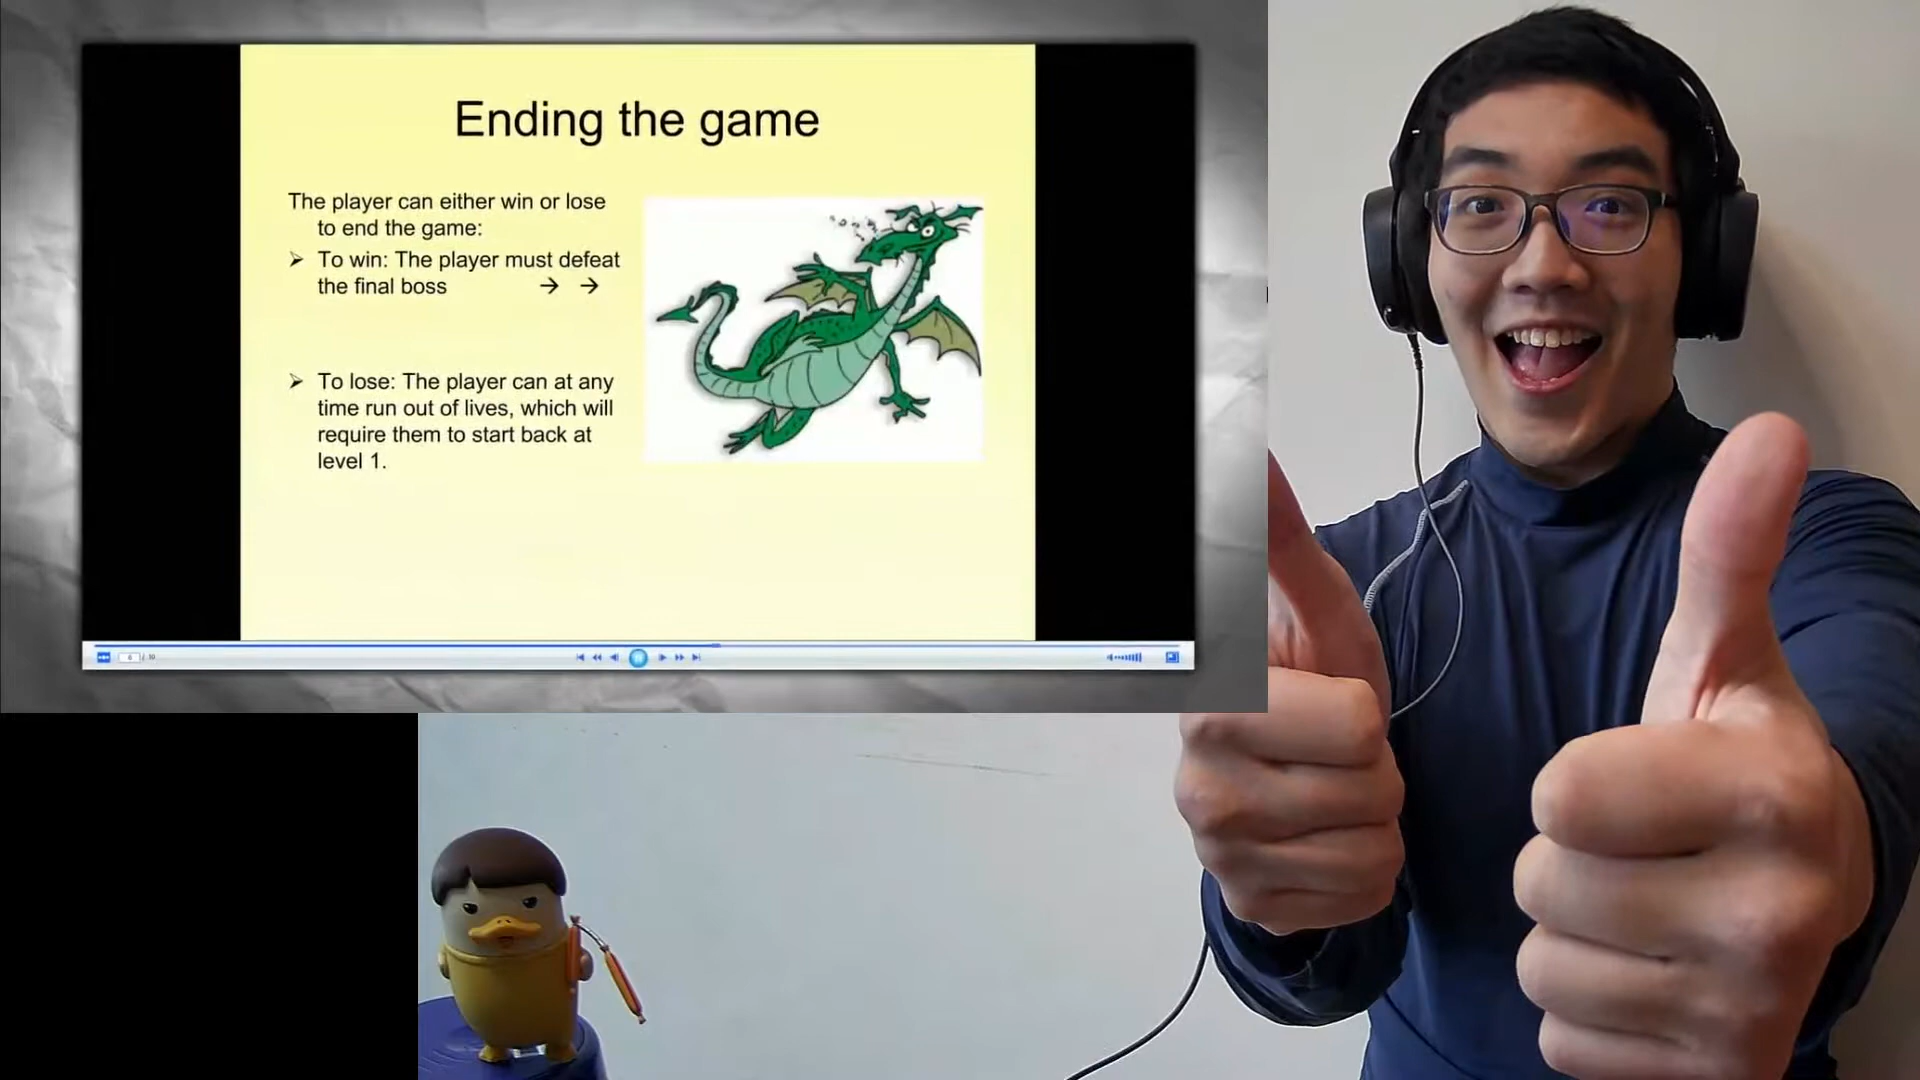 Ending the game
The player can either win or lose
to end the game:
➢ To win: The player must defeat
the final boss → →
➢ To lose: The player can at any
time run out of lives, which will
require them to start back at
level 1.